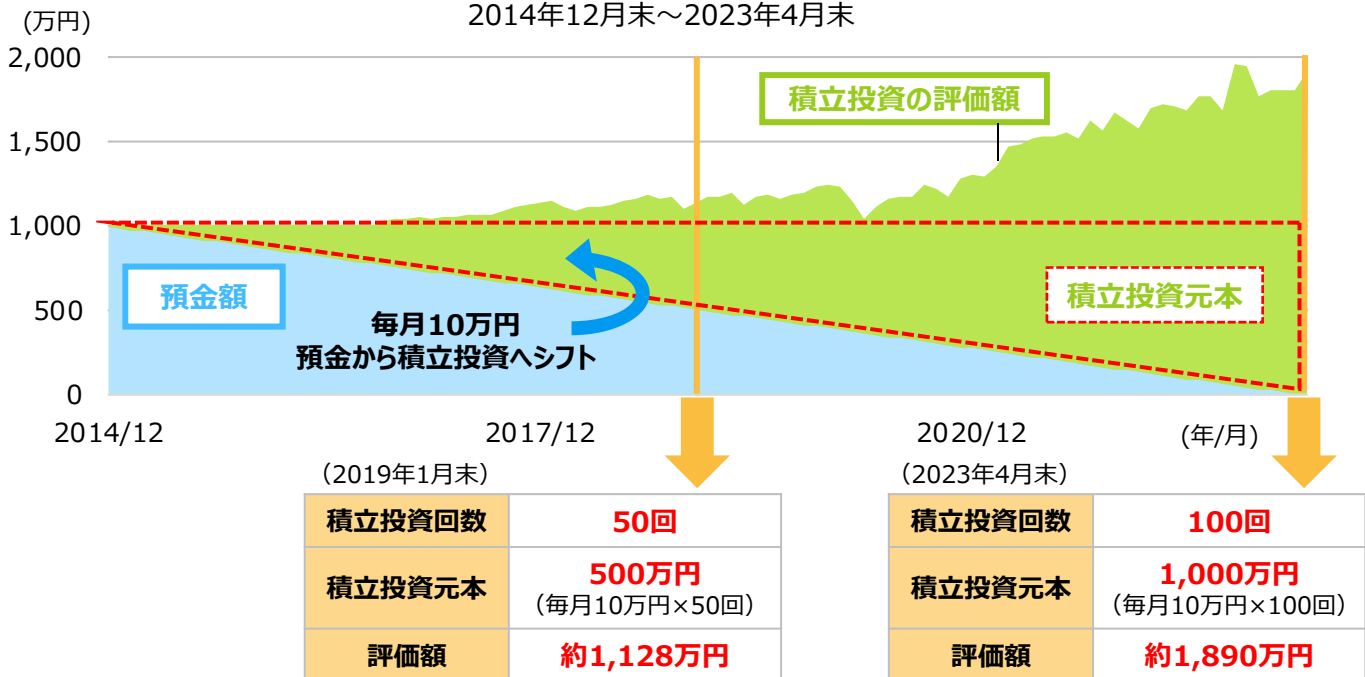 2014年12月末～2023年4月末
(万円)
2,000
1,500
1,000
500
0
積立投資の評価額
預金額
積立投資元本
毎月10万円
預金から積立投資へシフト
2014/12
2017/12
2020/12
(年/月)
（2019年1月末）
積立投資回数
50回
積立投資元本
500万円
（毎月10万円×50回）
評価額
約1,128万円
（2023年4月末）
積立投資回数
100回
積立投資元本
1,000万円
（毎月10万円×100回）
評価額
約1,890万円